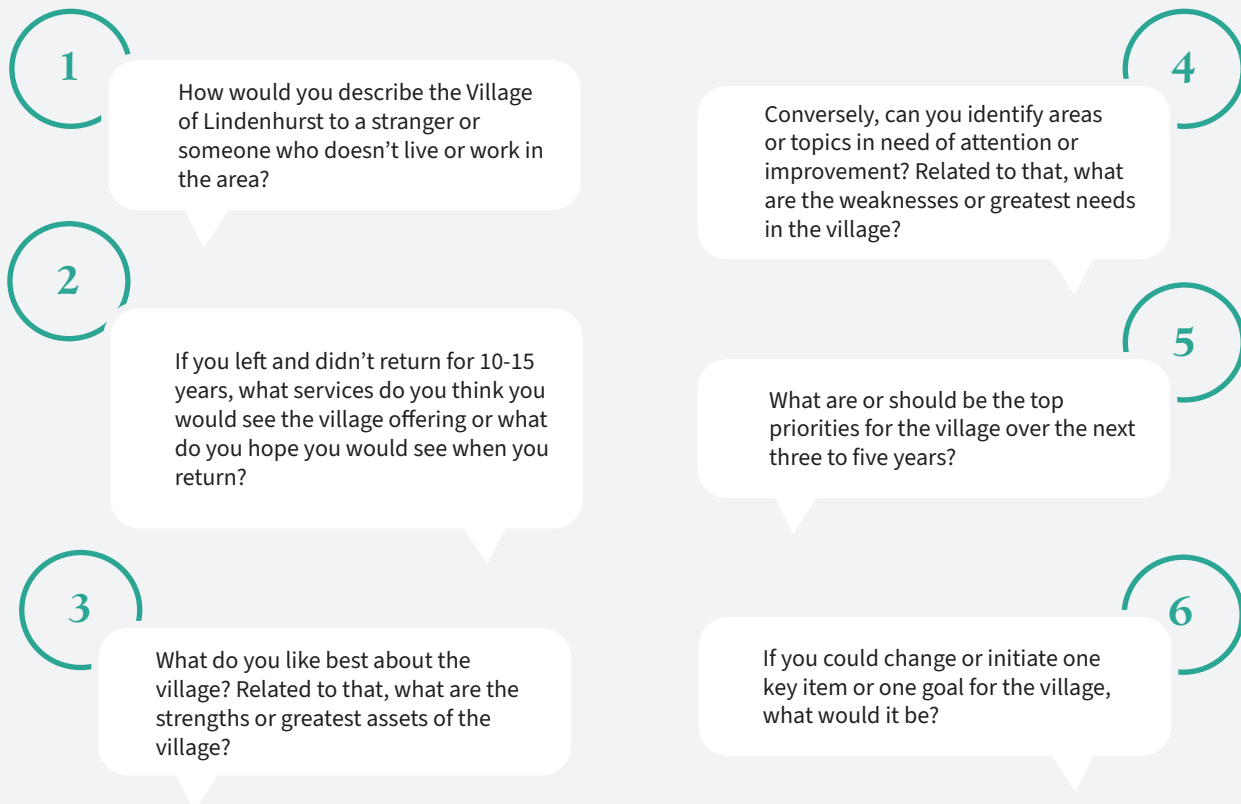 1
How would you describe the Village
of Lindenhurst to a stranger or
someone who doesn’t live or work in
the area?
2
If you left and didn’t return for 10-15
years, what services do you think you
would see the village offering or what
do you hope you would see when you
return?
3
What do you like best about the
village? Related to that, what are the
strengths or greatest assets of the
village?
4
Conversely, can you identify areas
or topics in need of attention or
improvement? Related to that, what
are the weaknesses or greatest needs
in the village?
5
What are or should be the top
priorities for the village over the next
three to five years?
6
If you could change or initiate one
key item or one goal for the village,
what would it be?